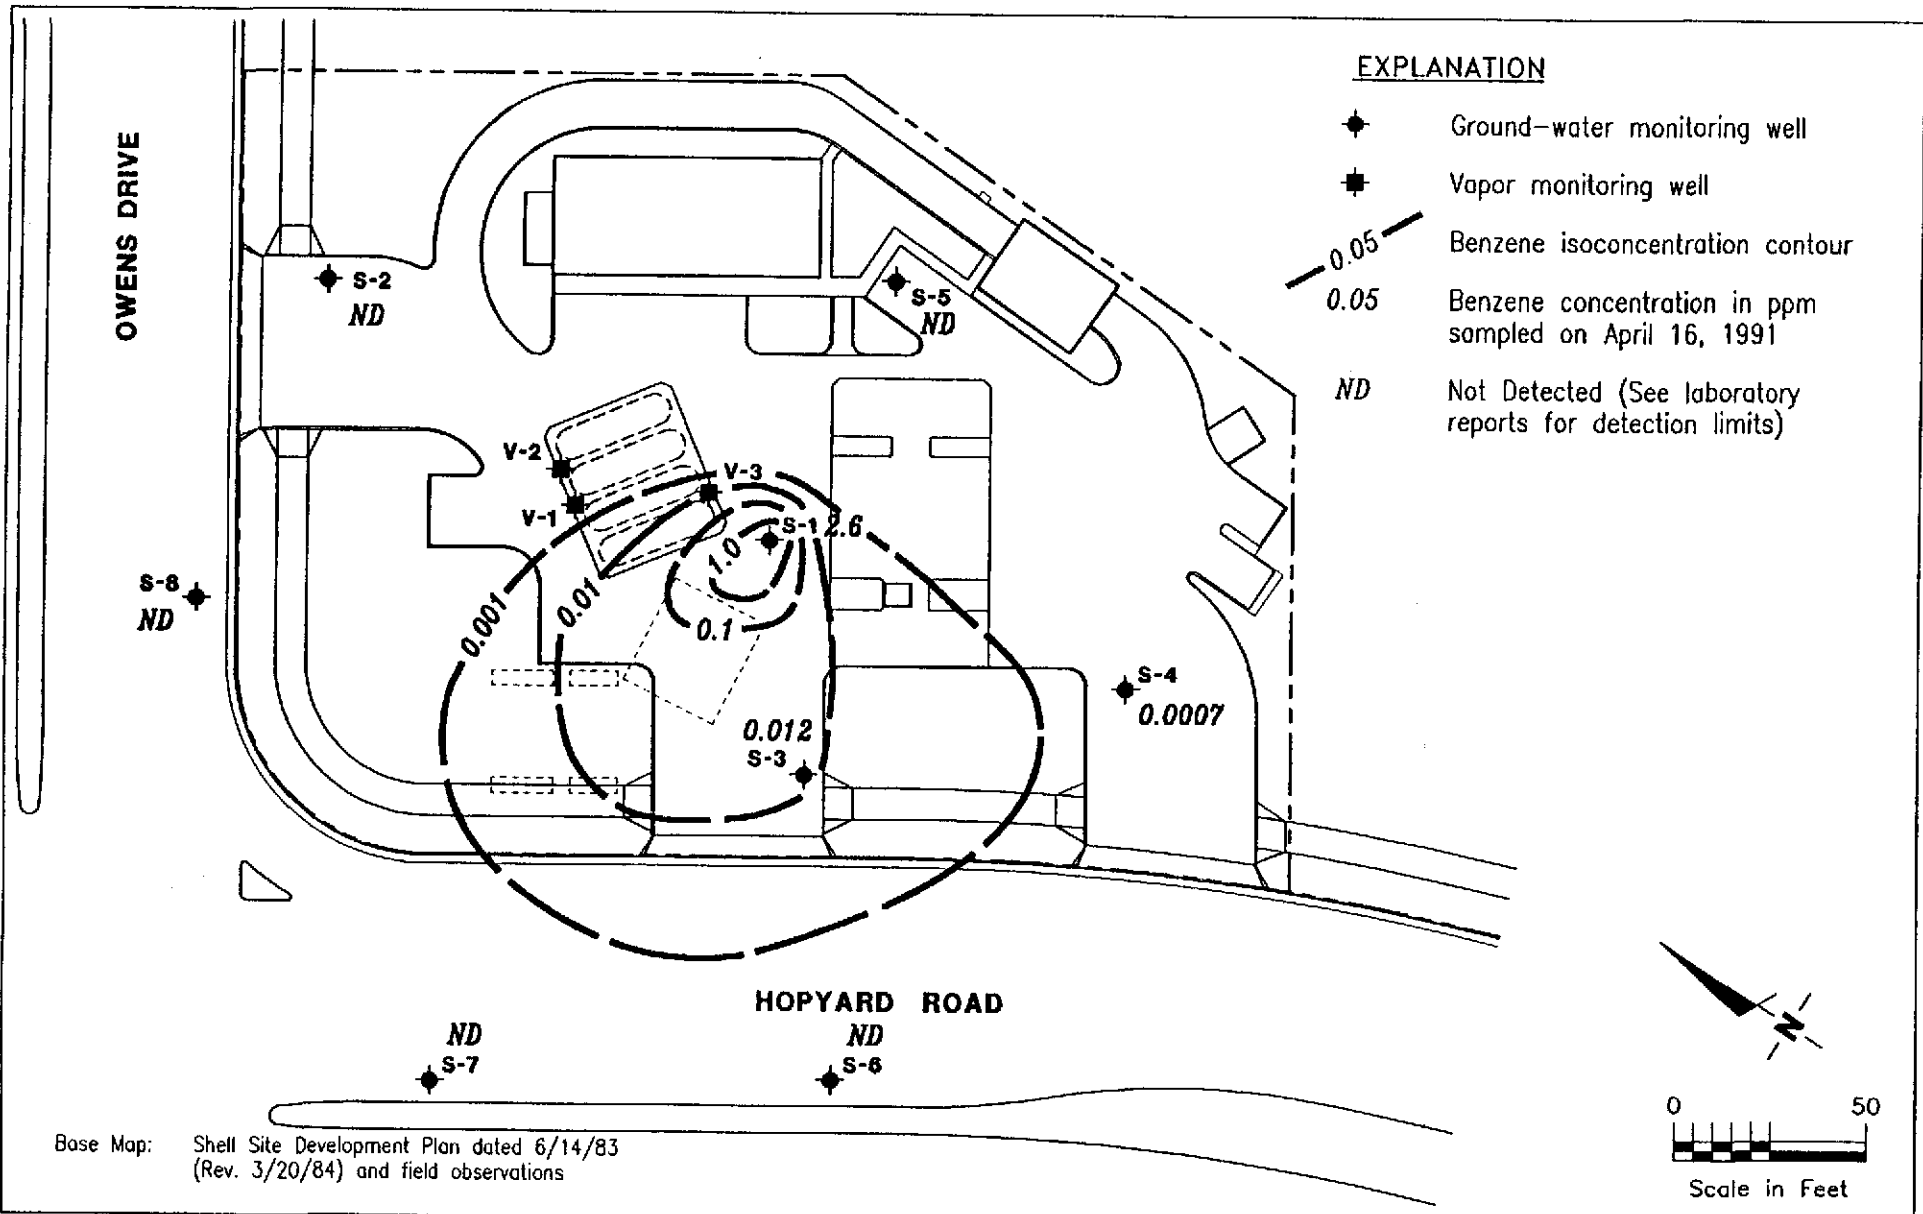 EXPLANATION
Ground-water monitoring well
Vapor monitoring well
0.05
Benzene isoconcentration contour
0.05
Benzene concentration in ppm
sampled on April 16, 1991
ND
Not Detected (See laboratory
reports for detection limits)
OWENS DRIVE
S-2
ND
S-5
ND
V-2
V-3
V-1
S-1 2.6
1.0
S-8
ND
0.001
0.01
0.1
S-4
0.0007
0.012
S-3
HOPYARD ROAD
ND
S-7
ND
S-6
N
0 50
Scale in Feet
Base Map: Shell Site Development Plan dated 6/14/83
(Rev. 3/20/84) and field observations